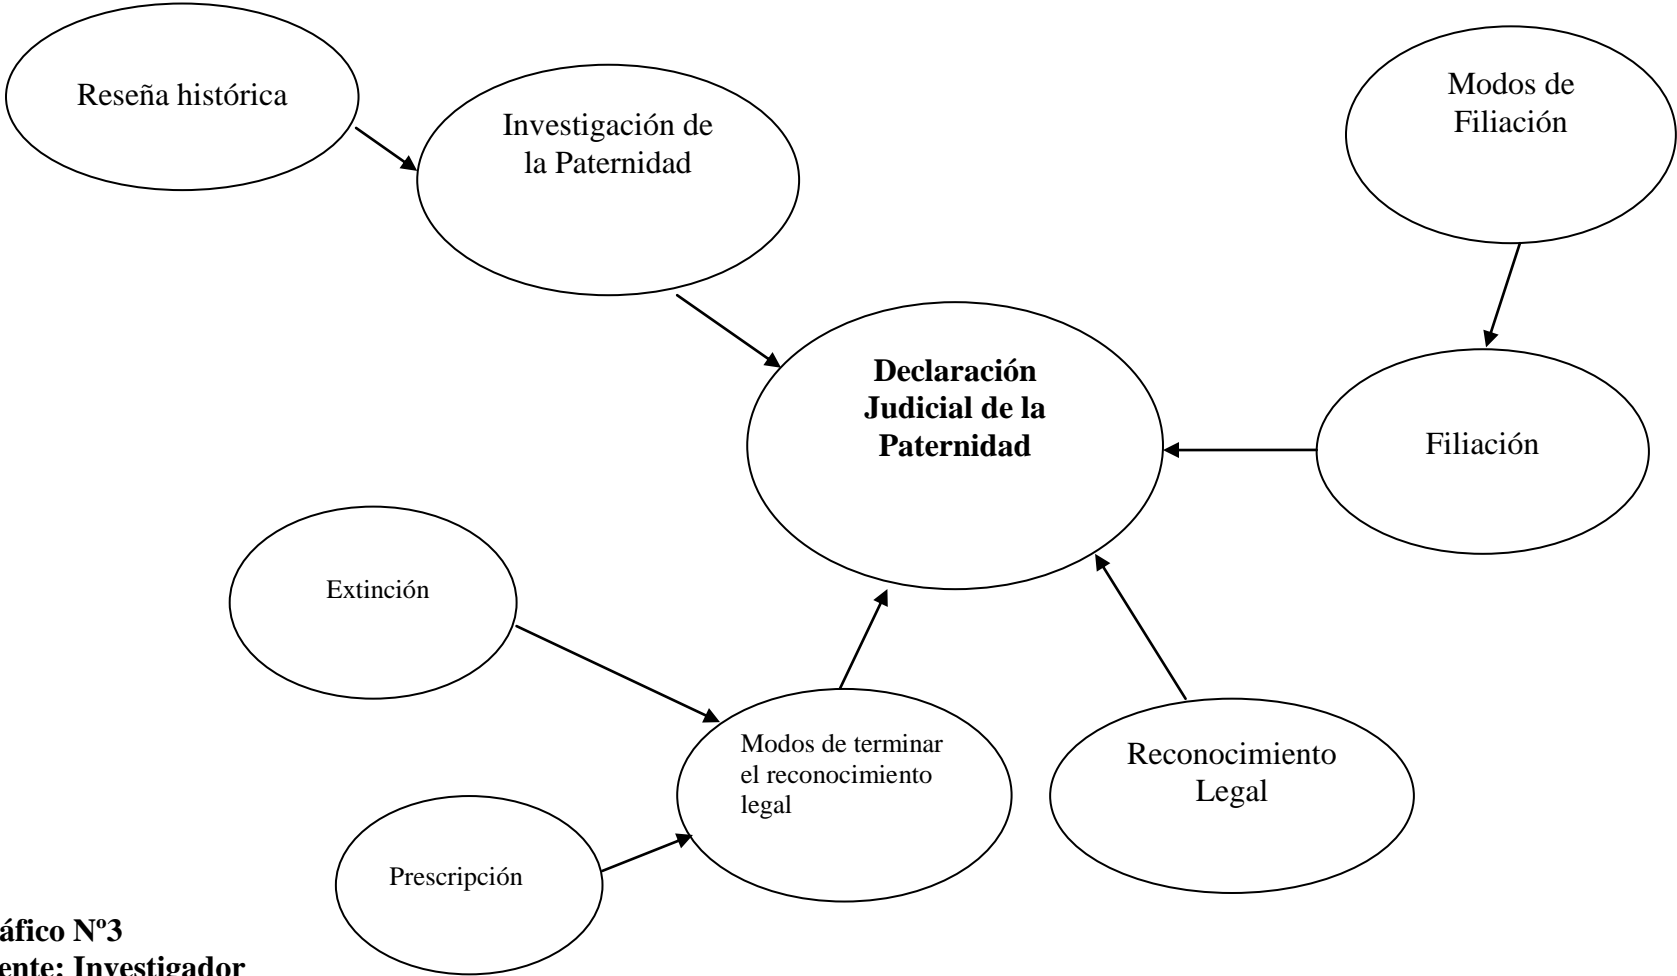 Reseña histórica
Investigación de
la Paternidad
Modos de
Filiación
Declaración
Judicial de la
Paternidad
Filiación
Extinción
Modos de terminar
el reconocimiento
legal
Reconocimiento
Legal
Prescripción
áfico Nº3
ente: Investigador